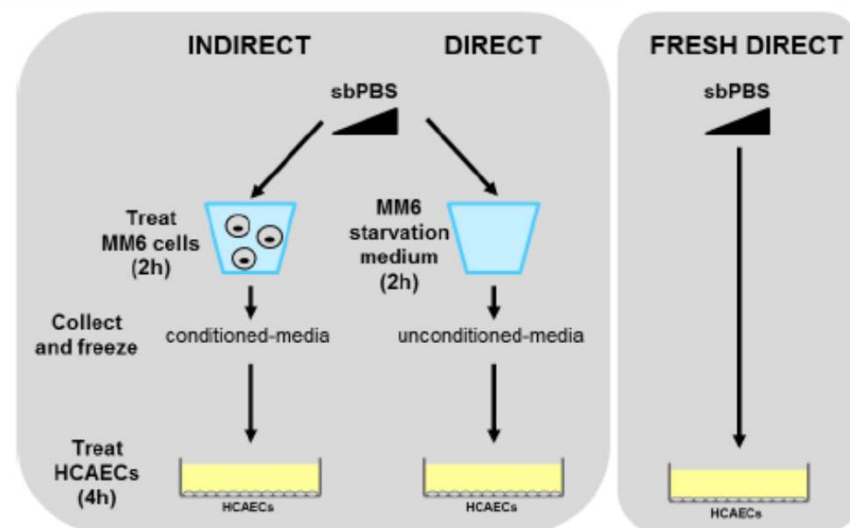 INDIRECT
DIRECT
FRESH DIRECT
sbPBS
sbPBS
Treat
MM6 cells
(2h)
MM6
starvation
medium
(2h)
Collect
and freeze
conditioned-media
unconditioned-media
Treat
HCAECs
(4h)
HCAECs
HCAECs
HCAECs